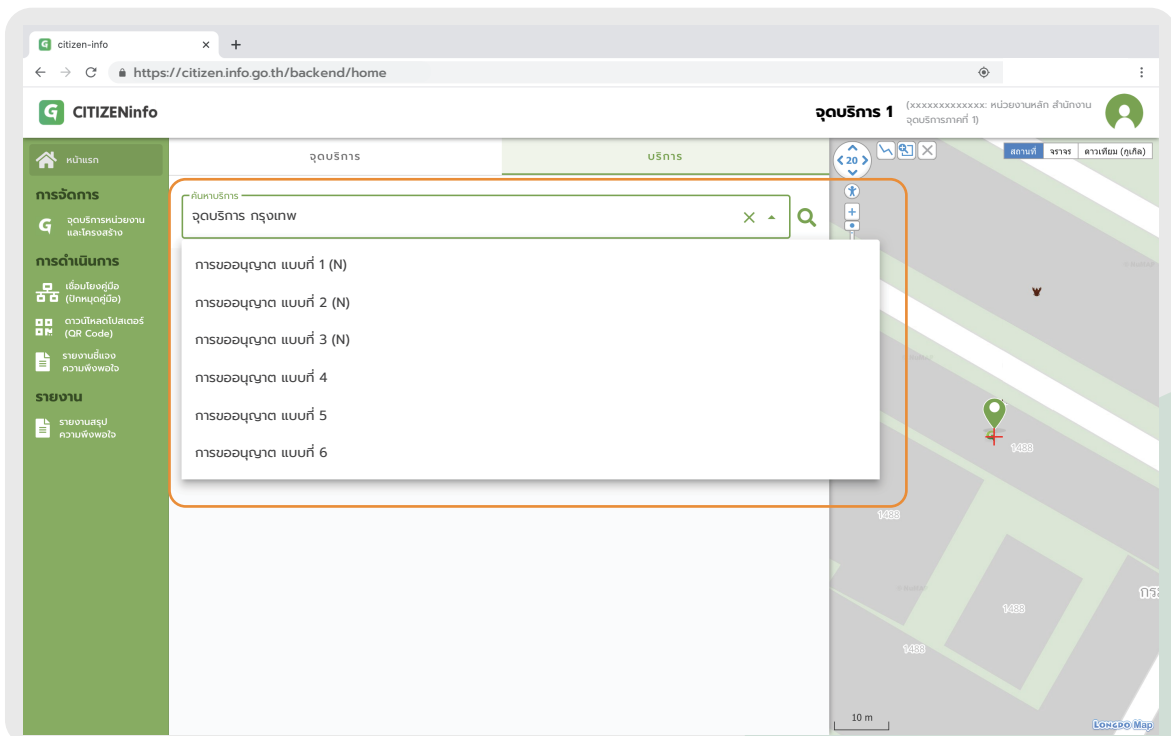 citizen-info
https://citizen.info.go.th/backend/home
G CITIZENinfo
จุดบริการ 1
(xxxxxxxxxxxxx: หน่วยงานหลัก สำนักงาน
จุดบริการภาคที่ 1)
หน้าแรก
การจัดการ
จุดบริการหน่วยงาน
และโครงสร้าง
การดำเนินการ
เชื่อมโยงคู่มือ
(ปักหมุดคู่มือ)
ดาวน์โหลดโปสเตอร์
(QR Code)
รายงานชี้แจง
ความพึงพอใจ
รายงาน
รายงานสรุป
ความพึงพอใจ
จุดบริการ
บริการ
ค้นหาบริการ
จุดบริการ กรุงเทพ
การขออนุญาต แบบที่ 1 (N)
การขออนุญาต แบบที่ 2 (N)
การขออนุญาต แบบที่ 3 (N)
การขออนุญาต แบบที่ 4
การขออนุญาต แบบที่ 5
การขออนุญาต แบบที่ 6
20
สถานที่ จราจร ดาวเทียม (กูเกิล)
1488
1488
1488
1488
10 m
LONGDO Map